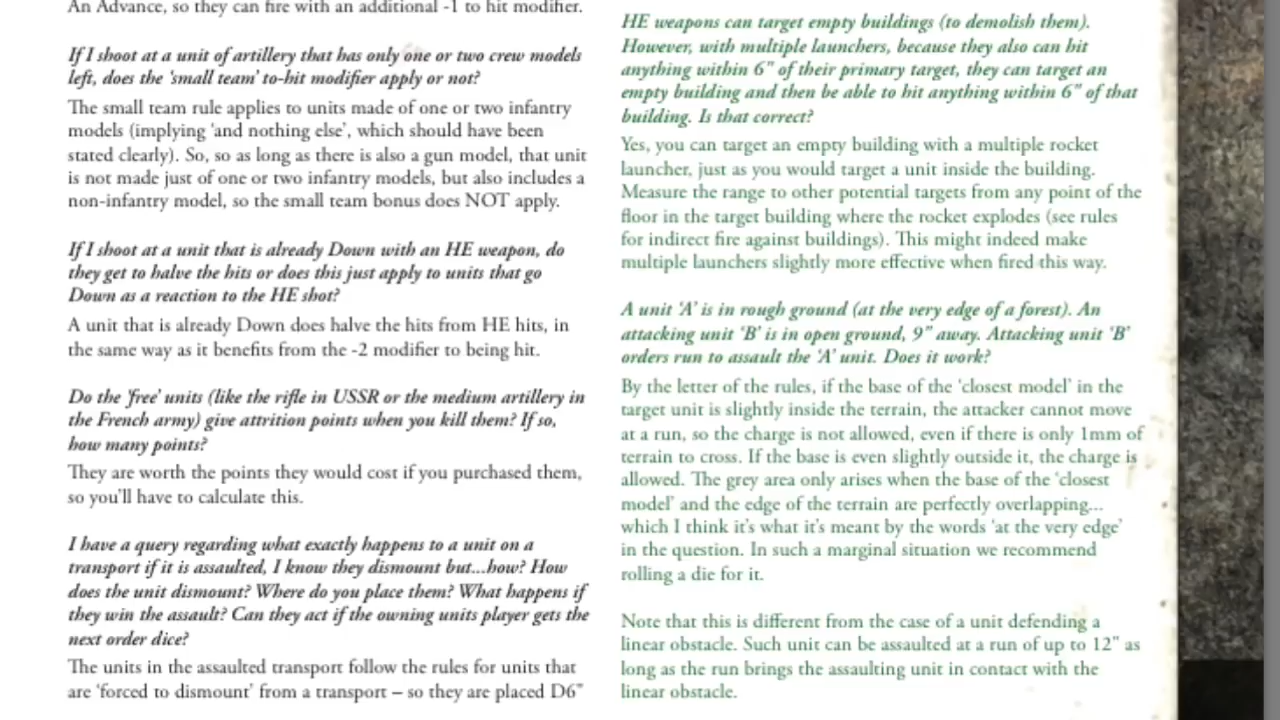 An Advance, so they can fire with an additional -1 to hit modifier.
If I shoot at a unit of artillery that has only one or two crew models
left, does the 'small team' to-hit modifier apply or not?
The small team rule applies to units made of one or two infantry
models (implying 'and nothing else', which should have been
stated clearly). So, so as long as there is also a gun model, that unit
is not made just of one or two infantry models, but also includes a
non-infantry model, so the small team bonus does NOT apply.
If I shoot at a unit that is already Down with an HE weapon, do
they get to halve the hits or does this just apply to units that go
Down as a reaction to the HE shot?
A unit that is already Down does halve the hits from HE hits, in
the same way as it benefits from the -2 modifier to being hit.
Do the 'free' units (like the rifle in USSR or the medium artillery in
the French army) give attrition points when you kill them? If so,
how many points?
They are worth the points they would cost if you purchased them,
so you'll have to calculate this.
I have a query regarding what exactly happens to a unit on a
transport if it is assaulted, I know they dismount but...how? How
does the unit dismount? Where do you place them? What happens if
they win the assault? Can they act if the owning units player gets the
next order dice?
The units in the assaulted transport follow the rules for units that
are 'forced to dismount' from a transport – so they are placed D6"
HE weapons can target empty buildings (to demolish them).
However, with multiple launchers, because they also can hit
anything within 6" of their primary target, they can target an
empty building and then be able to hit anything within 6" of that
building. Is that correct?
Yes, you can target an empty building with a multiple rocket
launcher, just as you would target a unit inside the building.
Measure the range to other potential targets from any point of the
floor in the target building where the rocket explodes (see rules
for indirect fire against buildings). This might indeed make
multiple launchers slightly more effective when fired this way.
A unit 'A' is in rough ground (at the very edge of a forest). An
attacking unit 'B' is in open ground, 9" away. Attacking unit 'B'
orders run to assault the 'A' unit. Does it work?
By the letter of the rules, if the base of the 'closest model' in the
target unit is slightly inside the terrain, the attacker cannot move
at a run, so the charge is not allowed, even if there is only 1mm of
terrain to cross. If the base is even slightly outside it, the charge is
allowed. The grey area only arises when the base of the 'closest
model' and the edge of the terrain are perfectly overlapping...
which I think it's what it's meant by the words 'at the very edge'
in the question. In such a marginal situation we recommend
rolling a die for it.
Note that this is different from the case of a unit defending a
linear obstacle. Such unit can be assaulted at a run of up to 12" as
long as the run brings the assaulting unit in contact with the
linear obstacle.